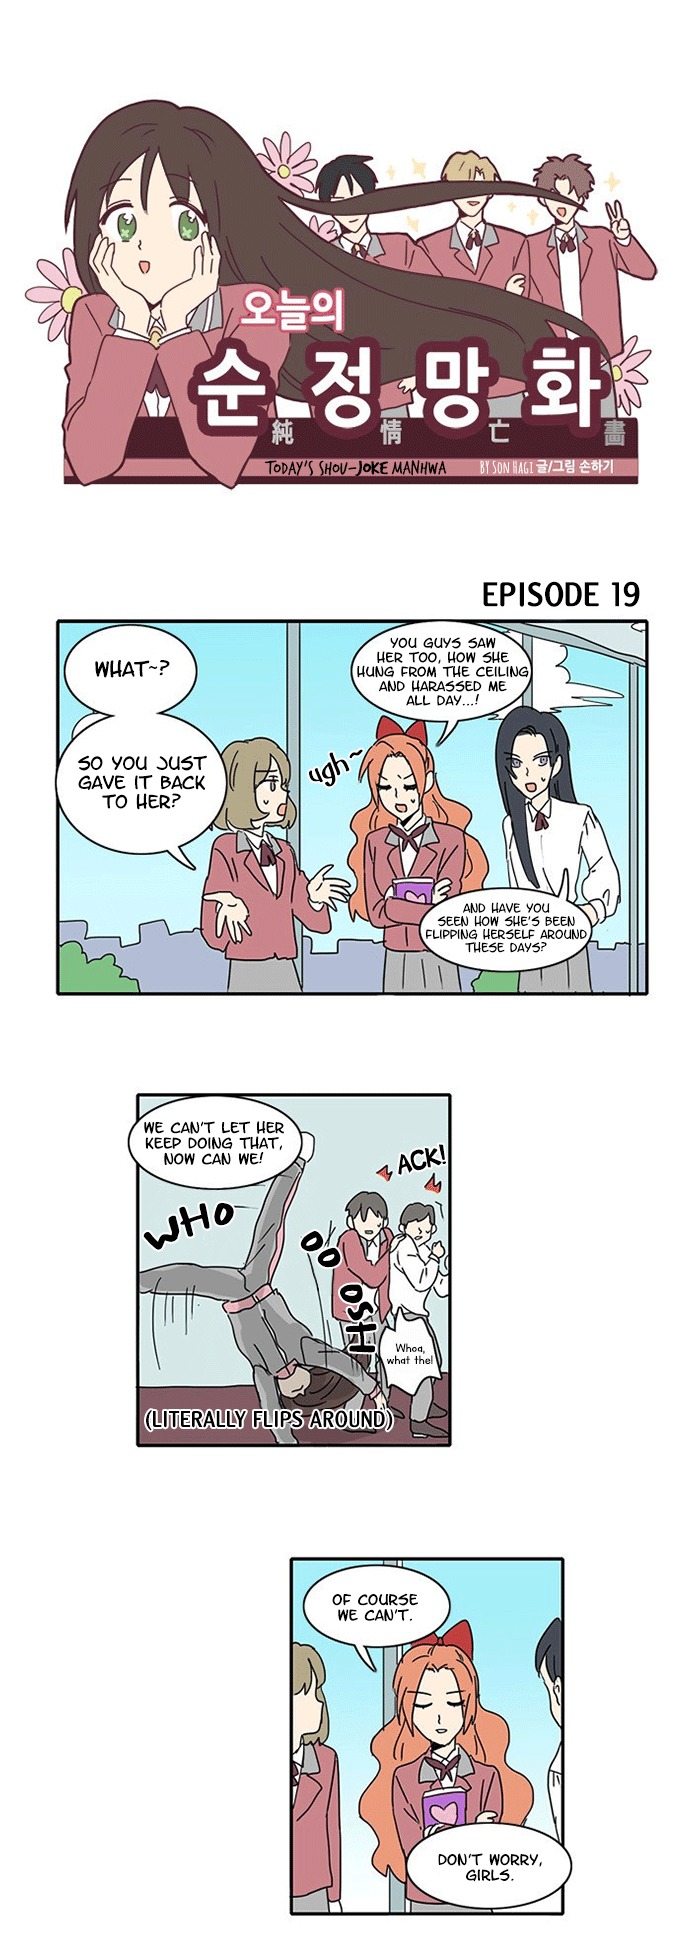 오늘의
순정망화
純情亡畵
TODAY'S SHOU-JOKE MANHWA
BY SON HAGI 글/그림 손하기
EPISODE 19
WHAT~?
SO YOU JUST
GAVE IT BACK
TO HER?
YOU GUYS SAW
HER TOO, HOW SHE
HUNG FROM THE CEILING
AND HARASSED ME
ALL DAY...!
ugh~
AND HAVE YOU
SEEN HOW SHE'S BEEN
FLIPPING HERSELF AROUND
THESE DAYS?
WE CAN'T LET HER
KEEP DOING THAT,
NOW CAN WE!
ACK!
WHO
OO
OSH
Whoa,
what the!
(LITERALLY FLIPS AROUND)
OF COURSE
WE CAN'T.
DON'T WORRY,
GIRLS.